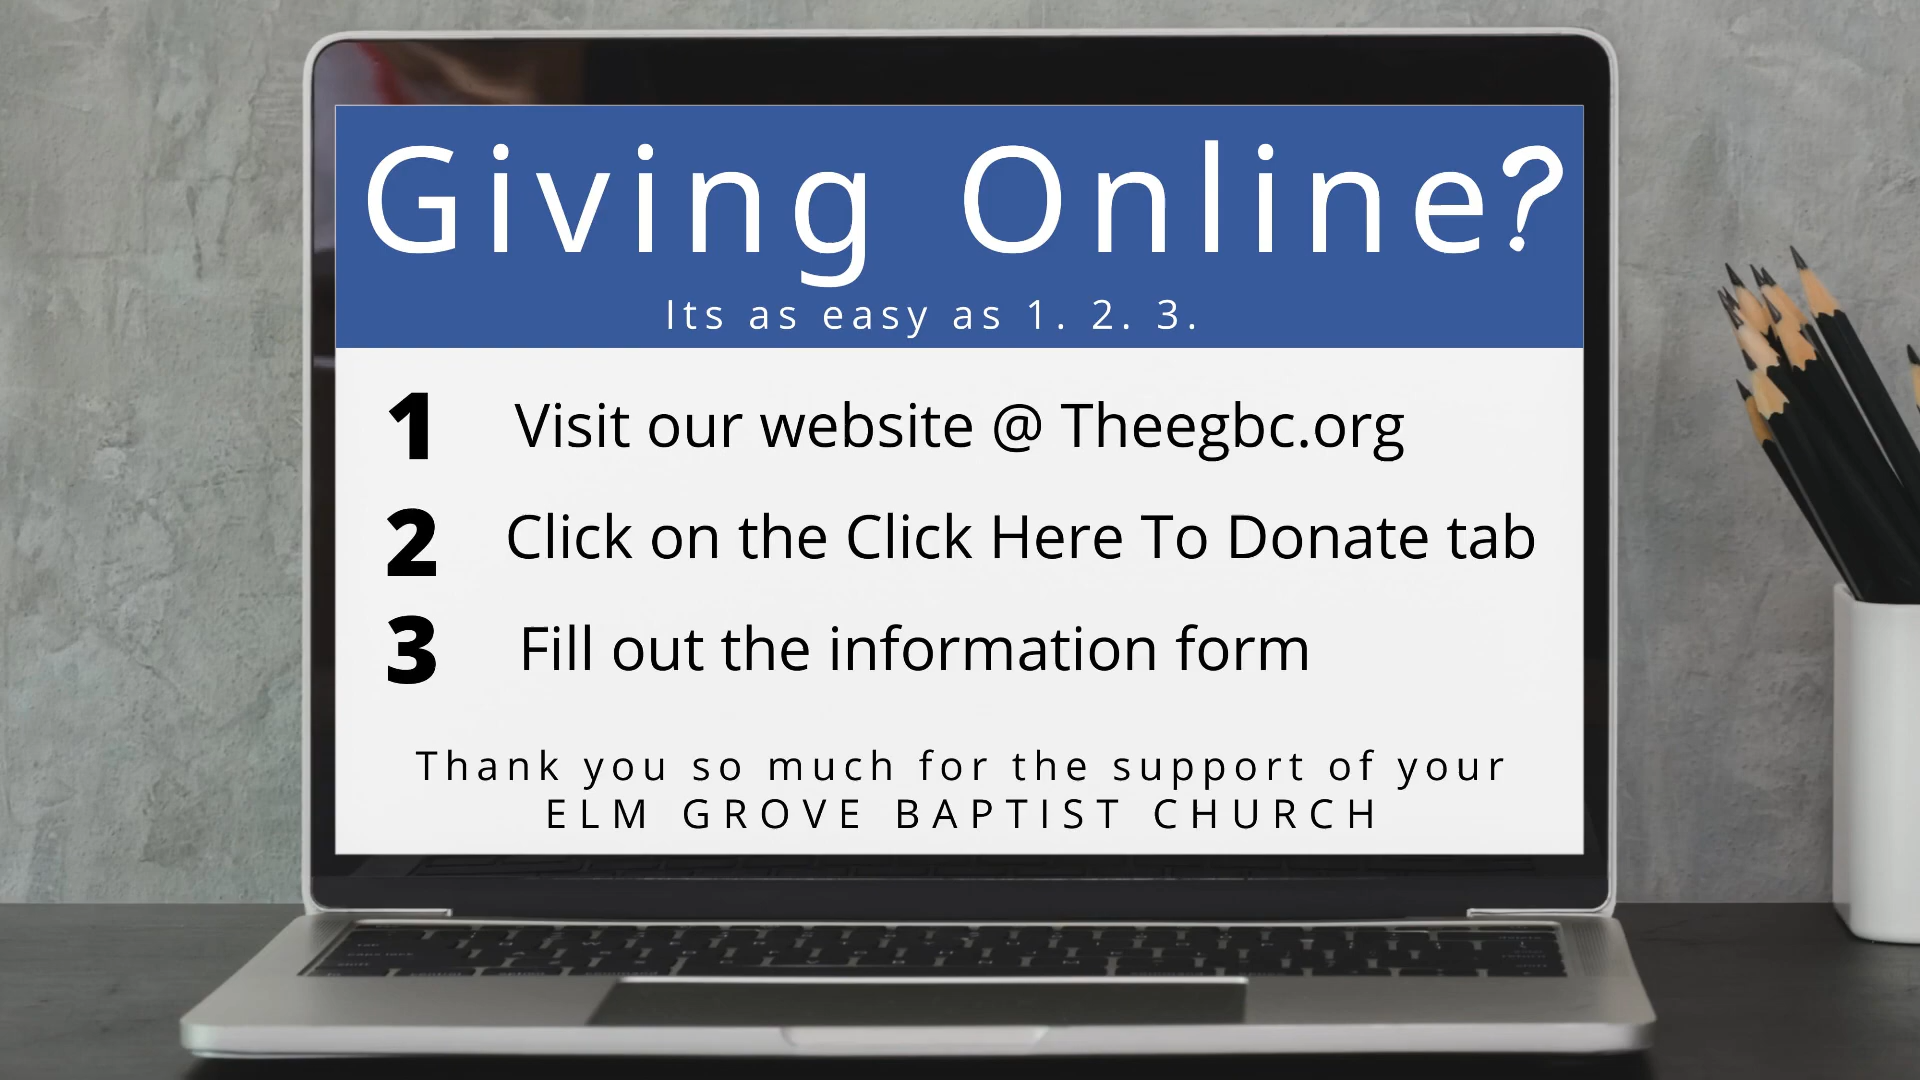 Giving Online?
Its as easy as 1. 2. 3.
1 Visit our website @ Theegbc.org
2 Click on the Click Here To Donate tab
3 Fill out the information form
Thank you so much for the support of your
ELM GROVE BAPTIST CHURCH